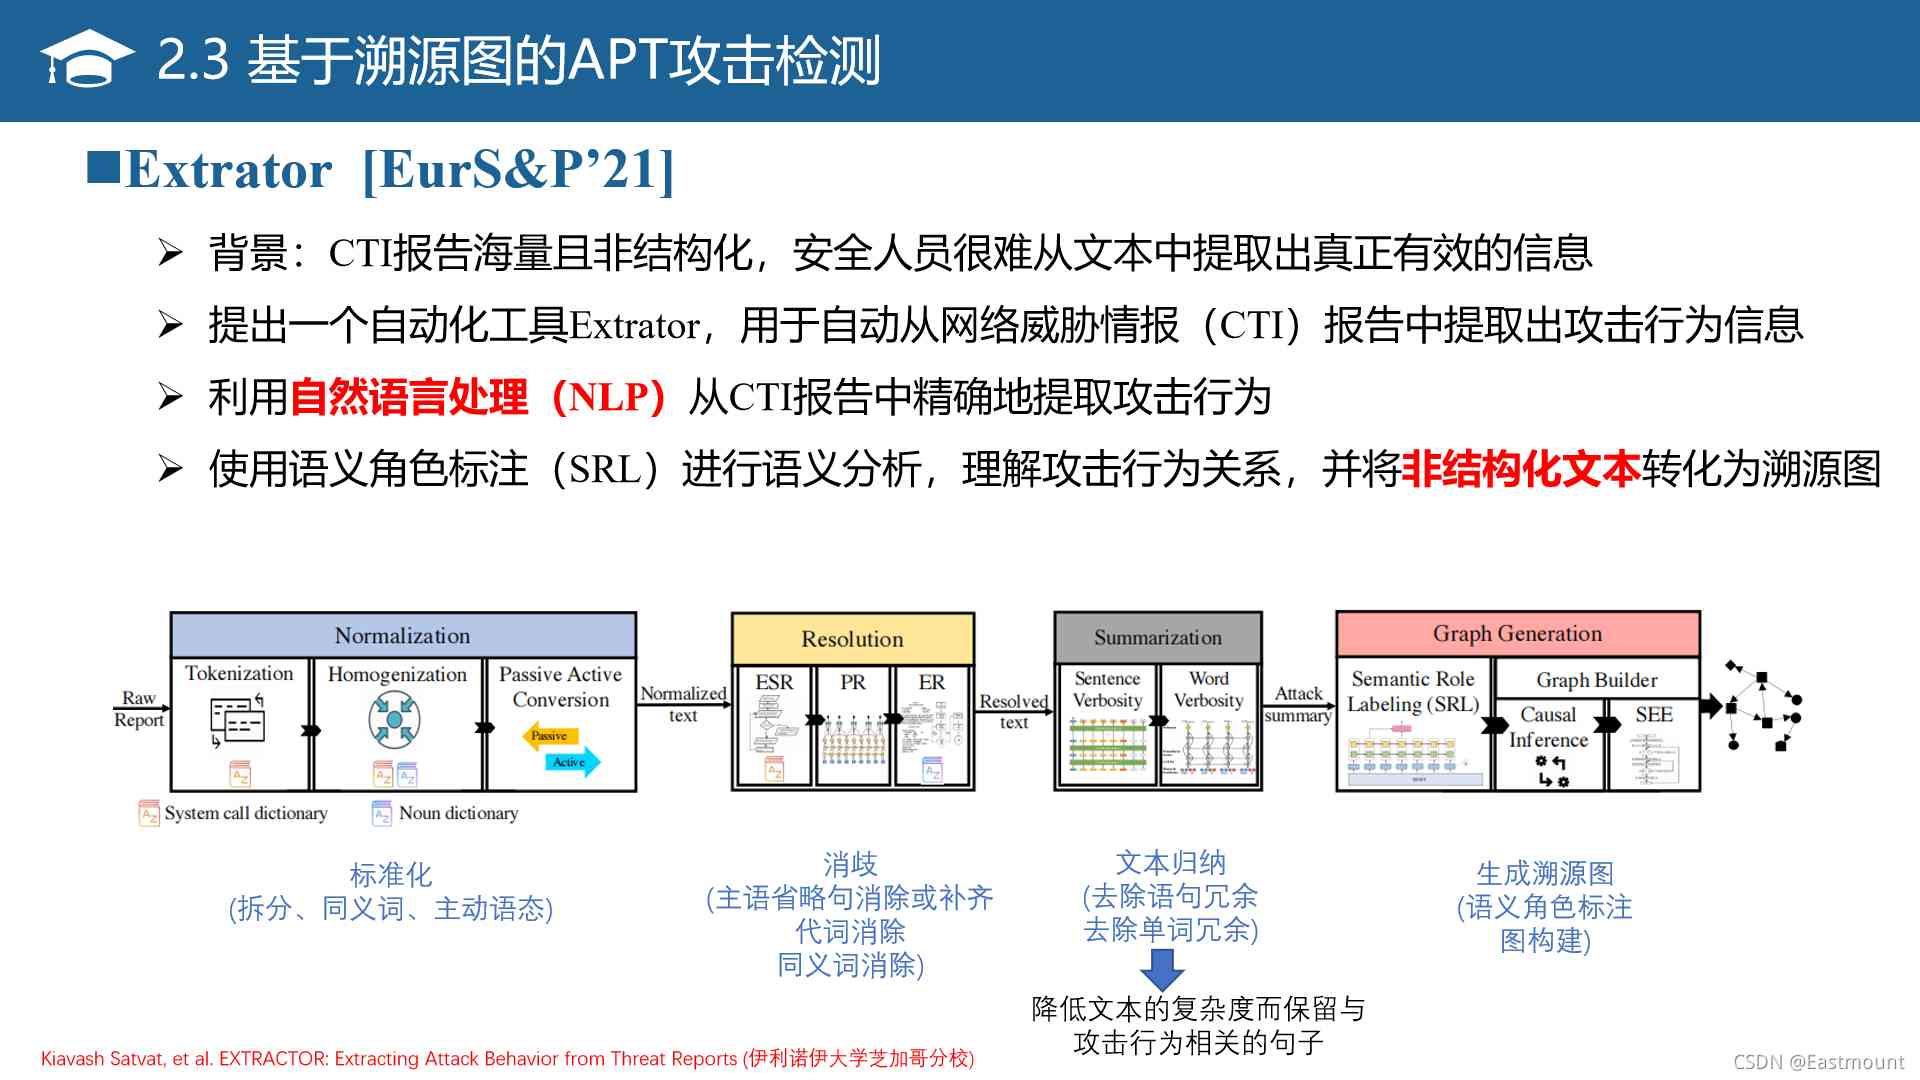 2.3 基于溯源图的APT攻击检测
Extrator [EurS&P’21]
背景：CTI报告海量且非结构化，安全人员很难从文本中提取出真正有效的信息
提出一个自动化工具Extrator，用于自动从网络威胁情报（CTI）报告中提取出攻击行为信息
利用自然语言处理（NLP）从CTI报告中精确地提取攻击行为
使用语义角色标注（SRL）进行语义分析，理解攻击行为关系，并将非结构化文本转化为溯源图
Raw
Report
Normalization
Tokenization
Homogenization
Passive Active
Conversion
Passive
Active
System call dictionary
Noun dictionary
Normalized
text
Resolution
ESR
PR
ER
Resolved
text
Summarization
Sentence
Verbosity
Word
Verbosity
Attack
summary
Graph Generation
Semantic Role
Labeling (SRL)
Graph Builder
Causal
Inference
SEE
标准化
(拆分、同义词、主动语态)
消歧
(主语省略句消除或补齐
代词消除
同义词消除)
文本归纳
(去除语句冗余
去除单词冗余)
生成溯源图
(语义角色标注
图构建)
降低文本的复杂度而保留与
攻击行为相关的句子
Kiavash Satvat, et al. EXTRACTOR: Extracting Attack Behavior from Threat Reports (伊利诺伊大学芝加哥分校)
CSDN @Eastmount